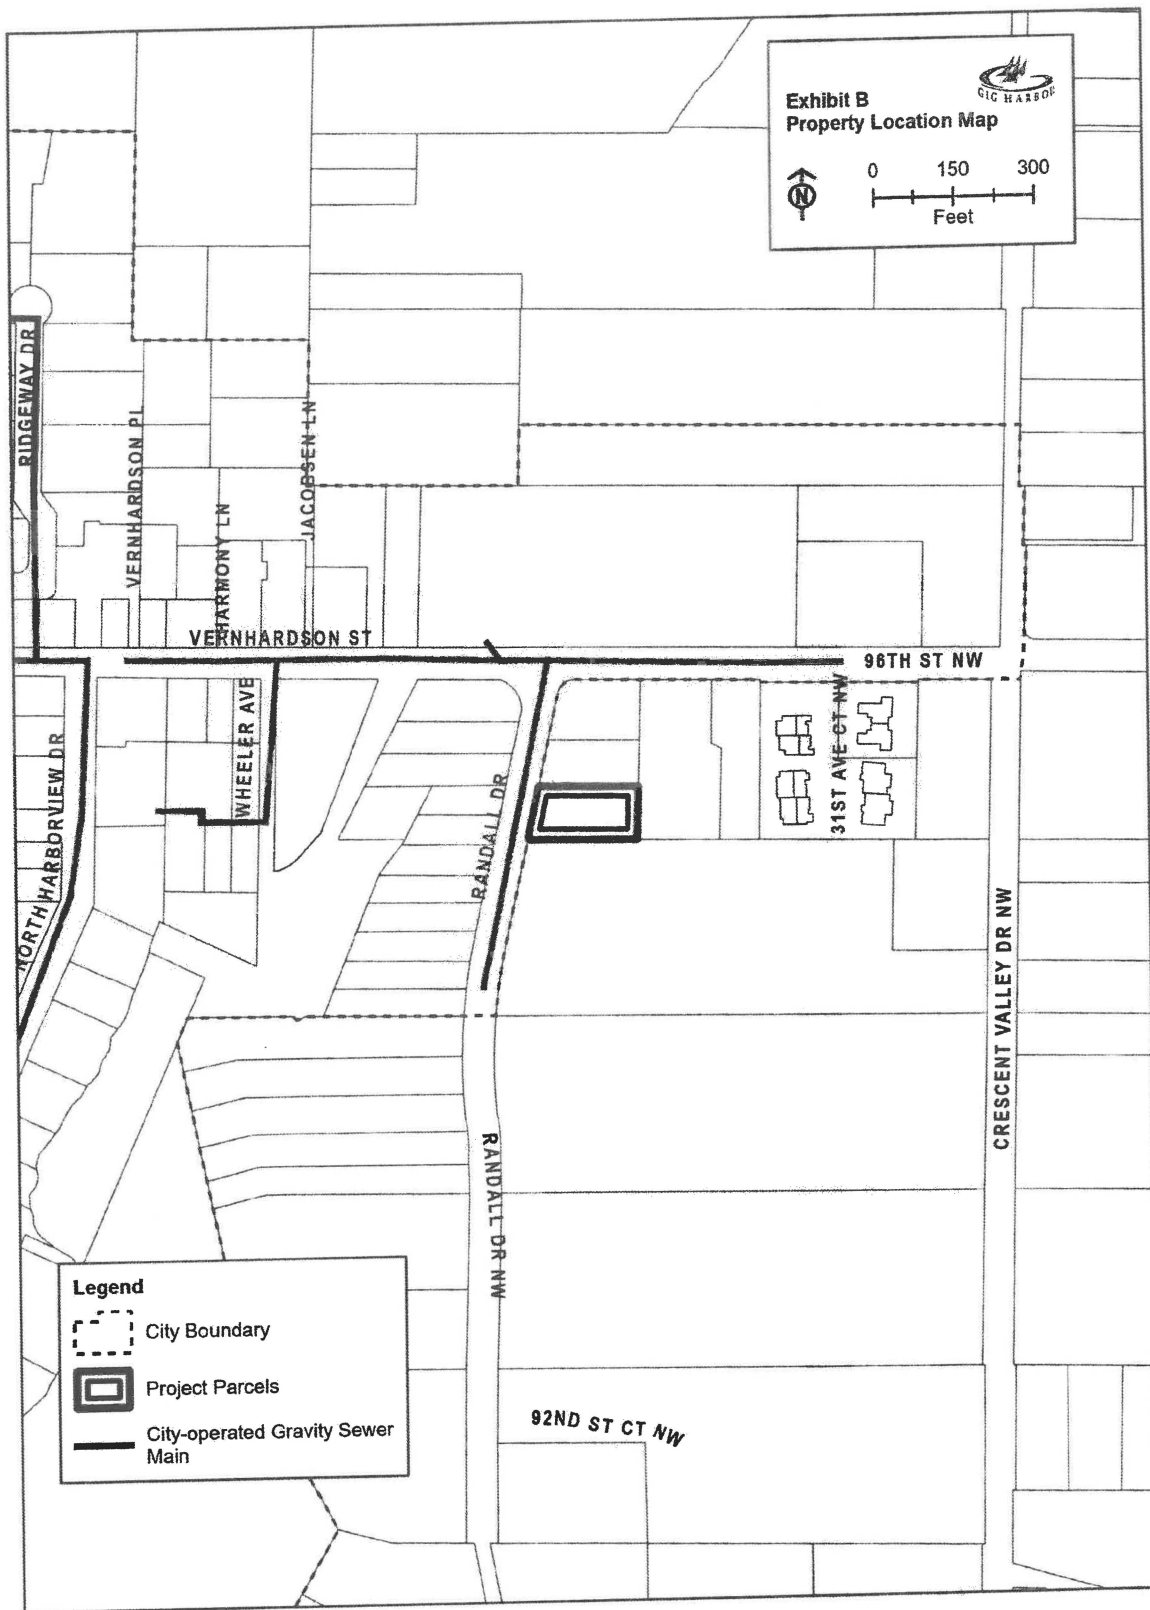 Exhibit B
Property Location Map
GIG HARBOR
N
0 150 300
Feet
RIDGEWAY DR
VERNHARDSON PL
HARMONY LN
JACOBSEN LN
VERNHARDSON ST
96TH ST NW
NORTH HARBORVIEW DR
WHEELER AVE
RANDALL DR
31ST AVE CT NW
CRESCENT VALLEY DR NW
RANDALL DR NW
92ND ST CT NW
Legend
City Boundary
Project Parcels
City-operated Gravity Sewer
Main